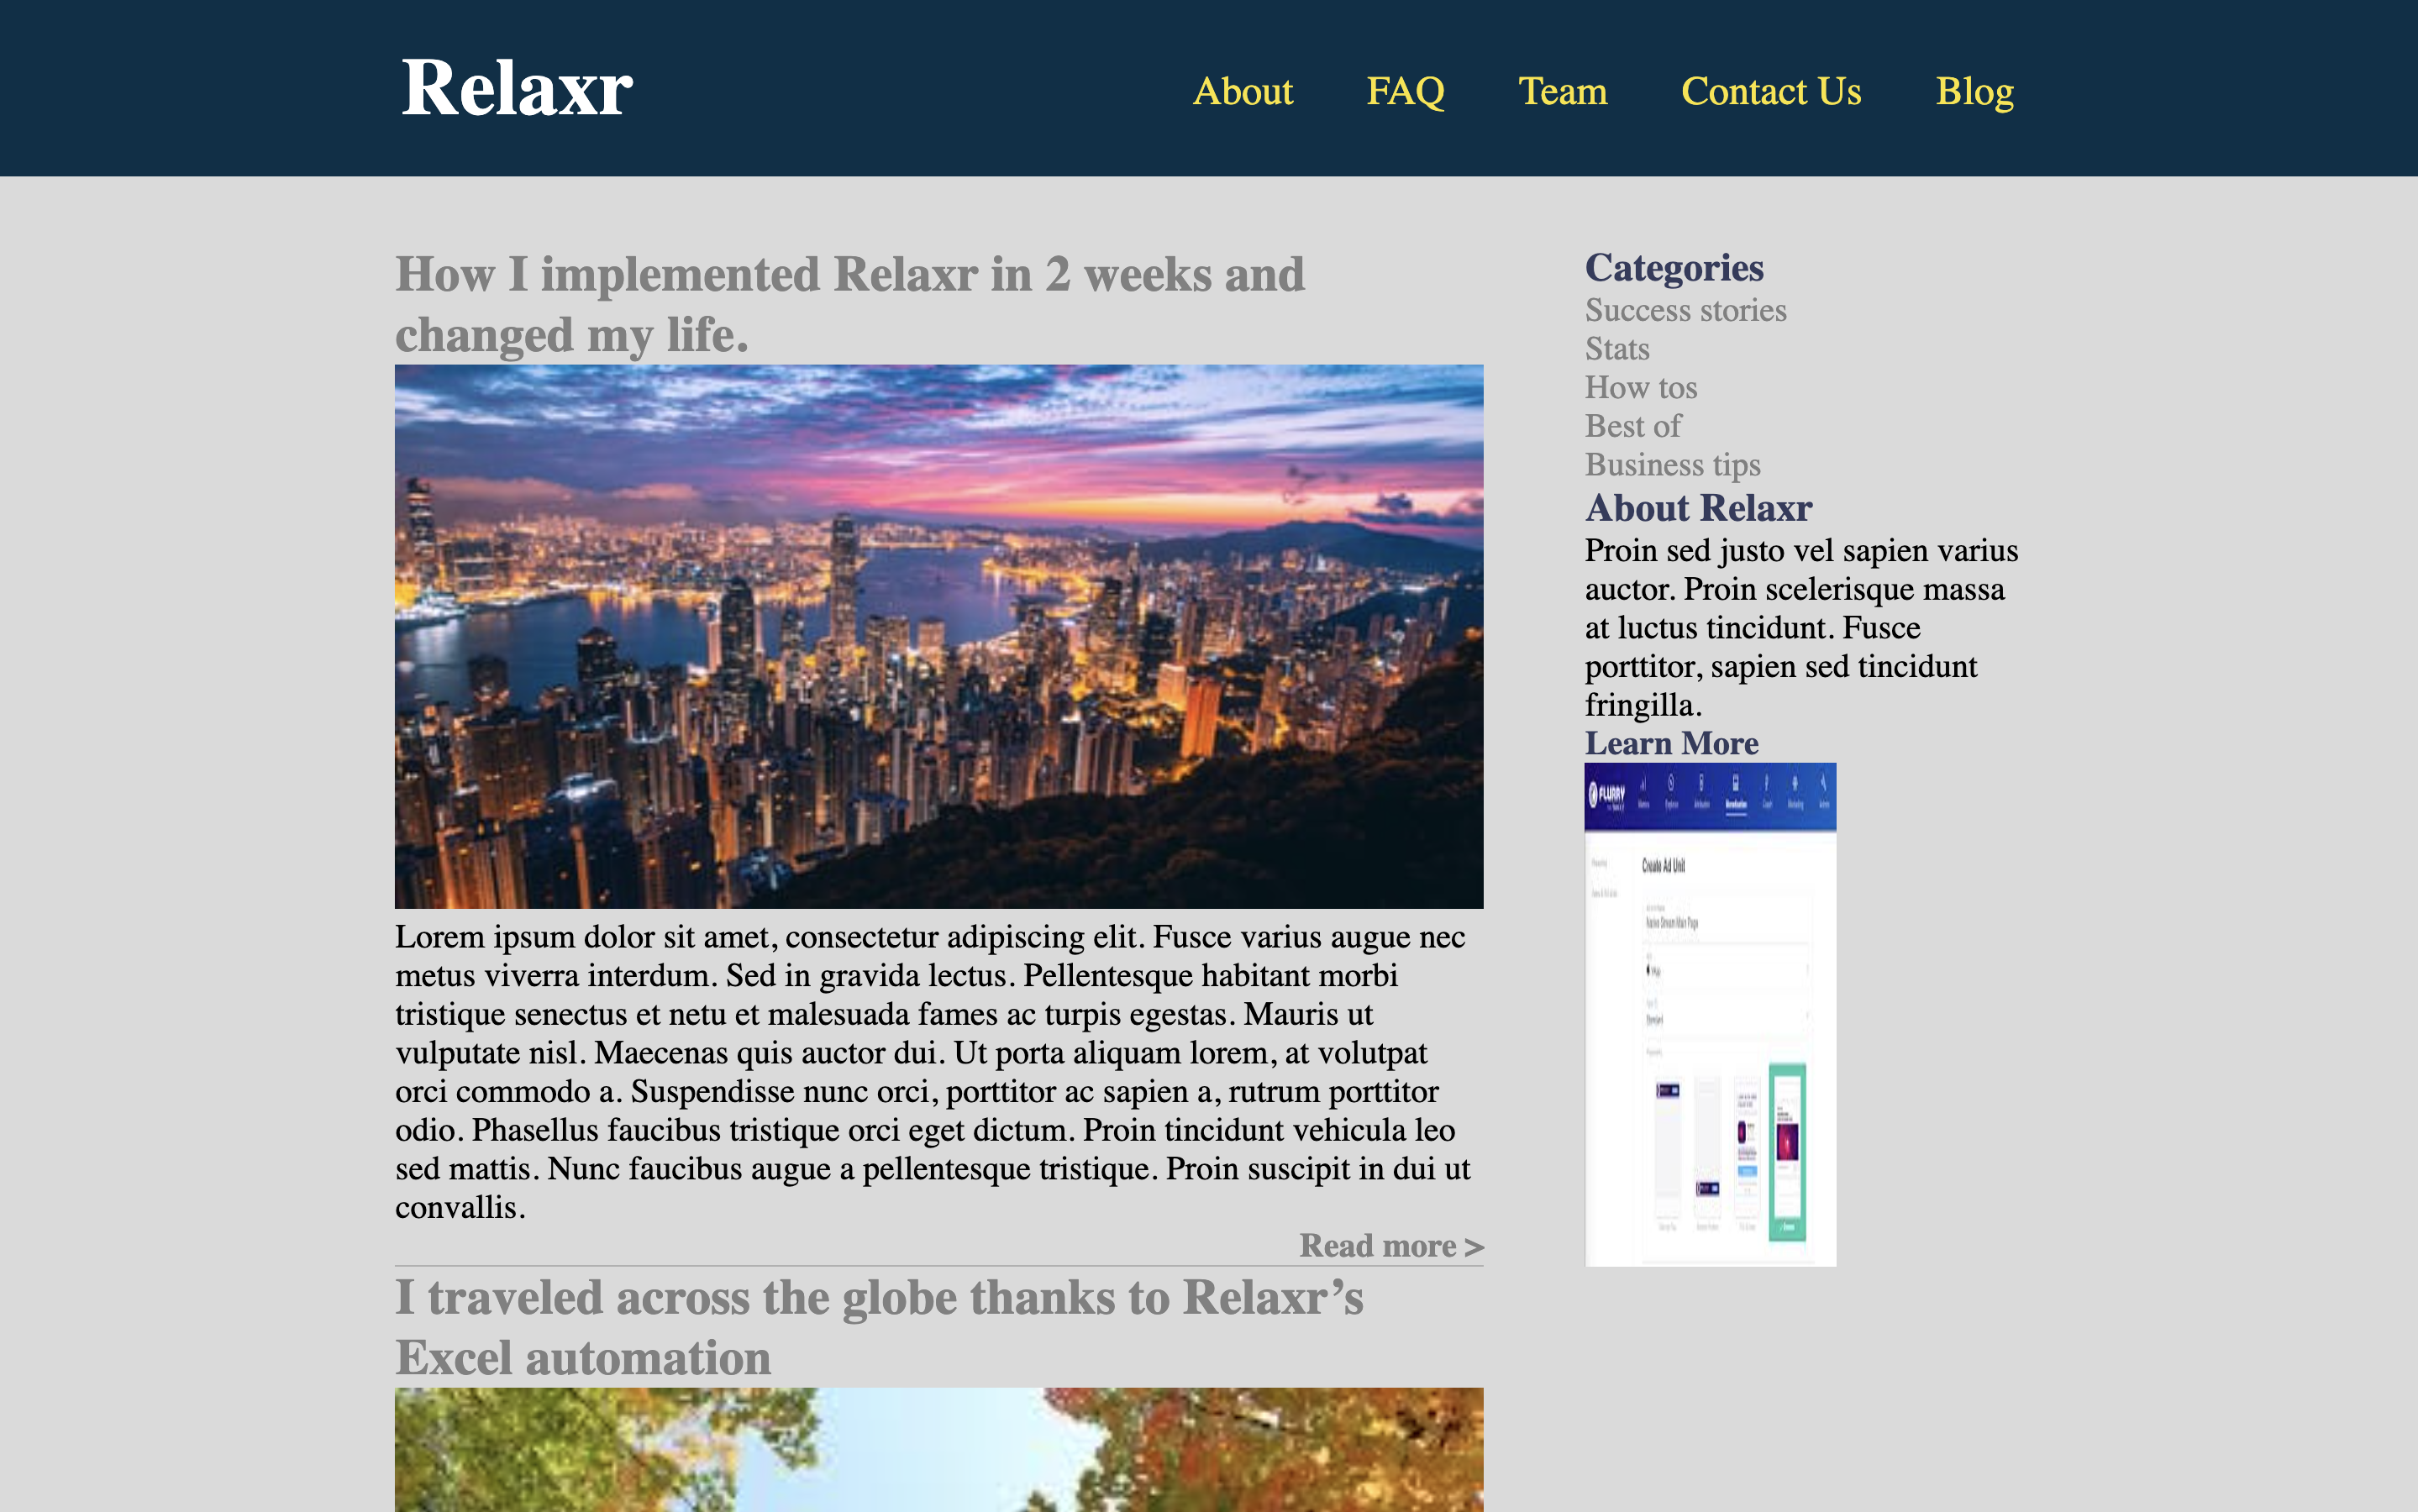 Relaxr
About FAQ Team Contact Us Blog
How I implemented Relaxr in 2 weeks and
changed my life.
Lorem ipsum dolor sit amet, consectetur adipiscing elit. Fusce varius augue nec
metus viverra interdum. Sed in gravida lectus. Pellentesque habitant morbi
tristique senectus et netu et malesuada fames ac turpis egestas. Mauris ut
vulputate nisl. Maecenas quis auctor dui. Ut porta aliquam lorem, at volutpat
orci commodo a. Suspendisse nunc orci, porttitor ac sapien a, rutrum porttitor
odio. Phasellus faucibus tristique orci eget dictum. Proin tincidunt vehicula leo
sed mattis. Nunc faucibus augue a pellentesque tristique. Proin suscipit in dui ut
convallis.
Read more >
I traveled across the globe thanks to Relaxr’s
Excel automation
Categories
Success stories
Stats
How tos
Best of
Business tips
About Relaxr
Proin sed justo vel sapien varius
auctor. Proin scelerisque massa
at luctus tincidunt. Fusce
porttitor, sapien sed tincidunt
fringilla.
Learn More
FLURRY
Monetization
Create Ad Unit
Native Stream Main Page
Standard